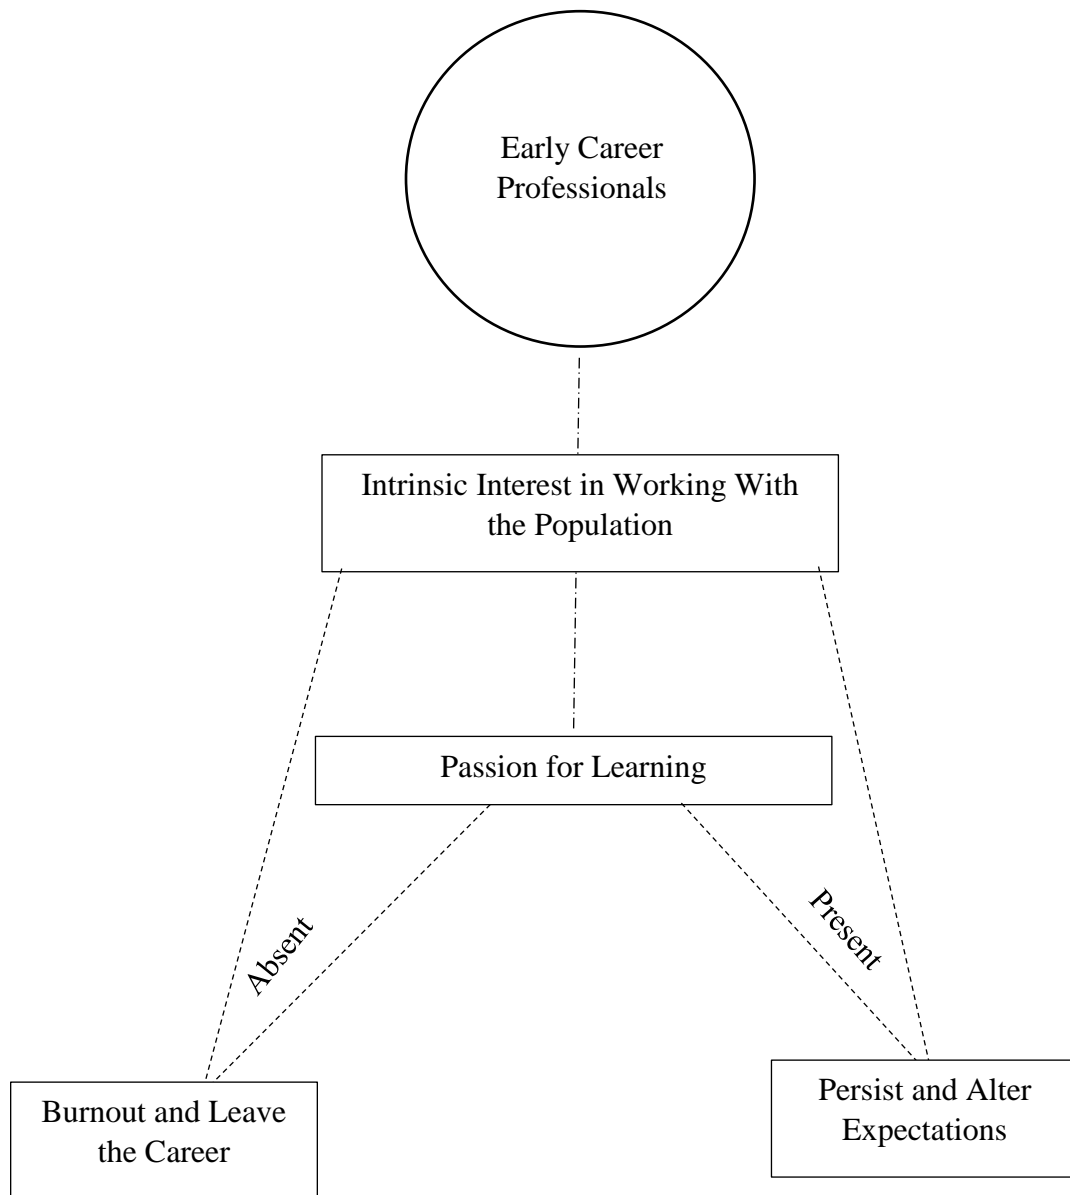 Early Career
Professionals
Intrinsic Interest in Working With
the Population
Passion for Learning
Absent
Present
Burnout and Leave
the Career
Persist and Alter
Expectations